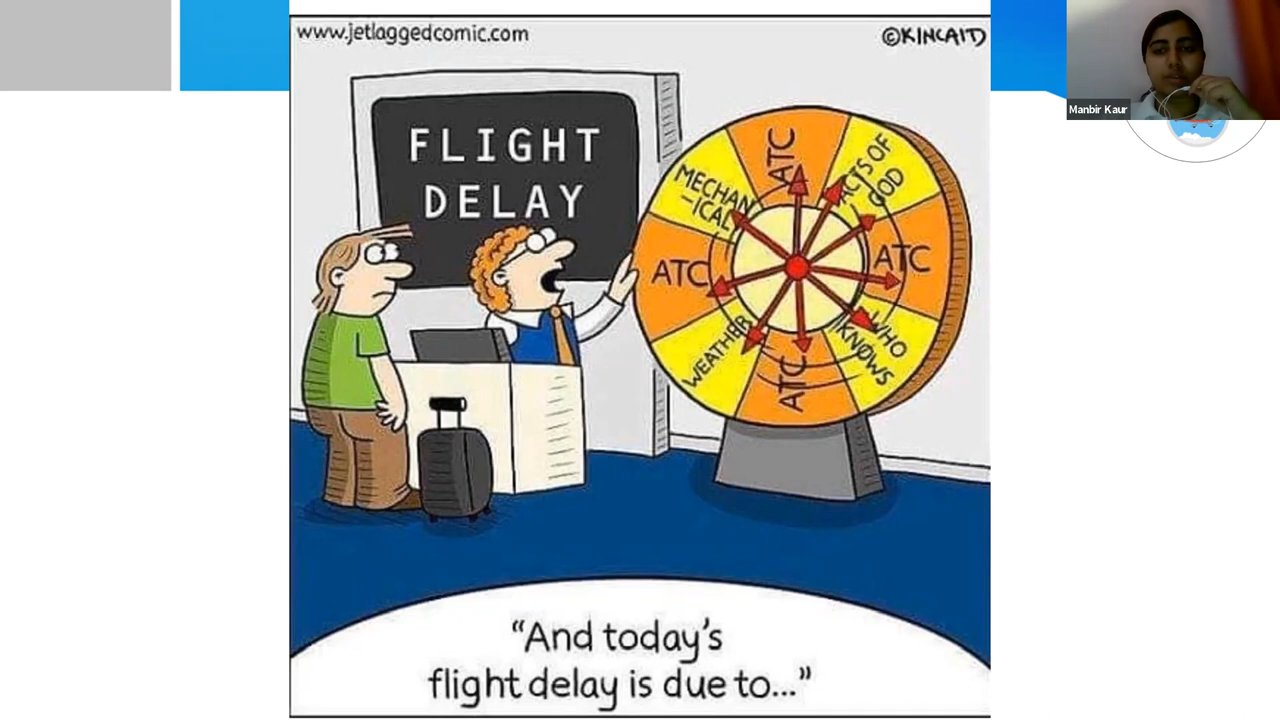 www.jetlaggedcomic.com
©KINCAID
Manbir Kaur
FLIGHT
DELAY
ATC
ACTS OF
GOD
MECHAN
-ICAL
ATC
ATC
WEATHER
WHO
KNOWS
ATC
"And today's
flight delay is due to..."